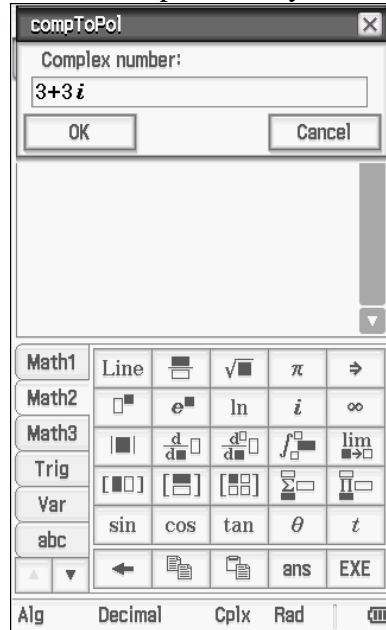 compToPol
Complex number:
3+3i
OK Cancel
Math1 Line √■ π ⇒
Math2 □■ e■ ln i ∞
Math3 |■| d/d■□ d□/d■□□ ∫□■ lim■→□
Trig [■□] [■] [■□] Σ□ Π□
Var sin cos tan θ t
abc ans EXE
Alg Decimal Cplx Rad